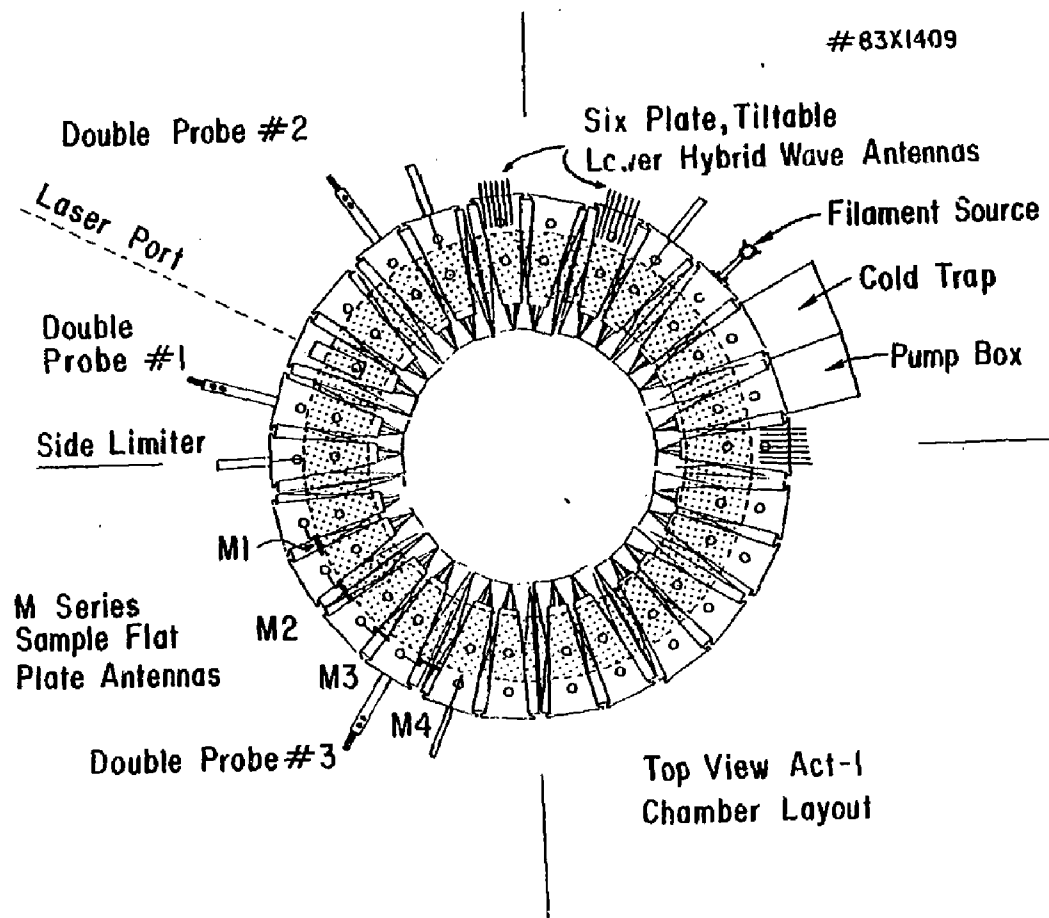 #83X1409
Double Probe #2
Six Plate, Tiltable
Lower Hybrid Wave Antennas
Laser Port
Filament Source
Cold Trap
Double
Probe #1
Pump Box
Side Limiter
M1
M Series
Sample Flat
Plate Antennas
M2
M3
M4
Double Probe #3
Top View Act-1
Chamber Layout